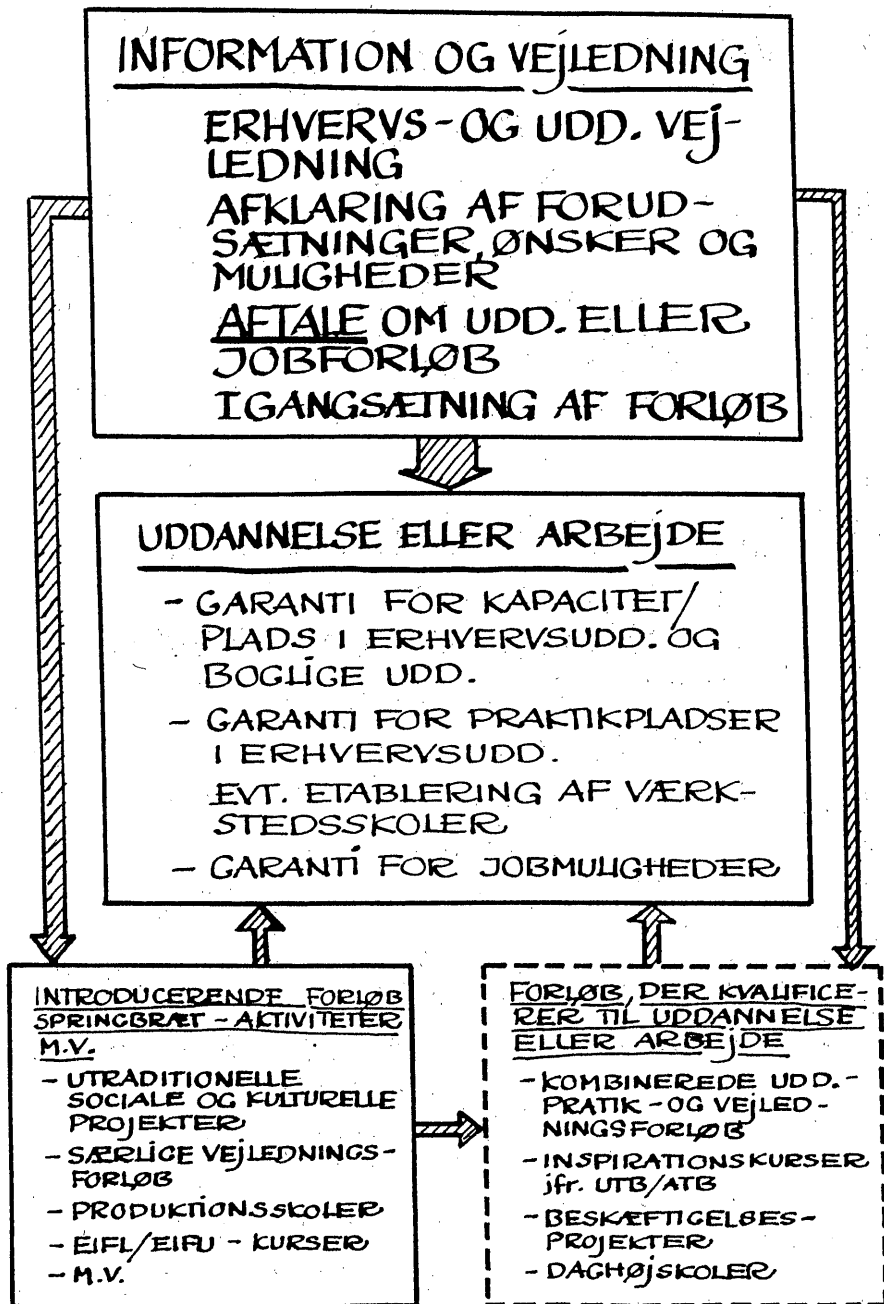 INFORMATION OG VEJLEDNING
ERHVERVS-OG UDD. VEJ-
LEDNING
AFKLARING AF FORUD-
SÆTNINGER, ØNSKER OG
MULIGHEDER
AFTALE OM UDD. ELLER
JOBFORLØB
IGANGSÆTNING AF FORLØB
UDDANNELSE ELLER ARBEJDE
- GARANTI FOR KAPACITET/
PLADS I ERHVERVSUDD. OG
BOGLIGE UDD.
- GARANTI FOR PRAKTIKPLADSER
I ERHVERVSUDD.
EVT. ETABLERING AF VÆRK-
STEDSSKOLER
- GARANTI FOR JOBMULIGHEDER
INTRODUCERENDE FORLØB
SPRINGBRÆT-AKTIVITETER
M.V.
- UTRADITIONELLE
SOCIALE OG KULTURELLE
PROJEKTER
- SÆRLIGE VEJLEDNINGS-
FORLØB
- PRODUKTIONSSKOLER
- EIFL/EIFU - KURSER
- M.V.
FORLØB, DER KVALIFICE-
RER TIL UDDANNELSE
ELLER ARBEJDE
- KOMBINEREDE UDD.-
PRATIK-OG VEJLED-
NINGSFORLØB
- INSPIRATIONSKURSER
jfr. UTB/ATB
- BESKÆFTIGELSES-
PROJEKTER
- DAGHØJSKOLER